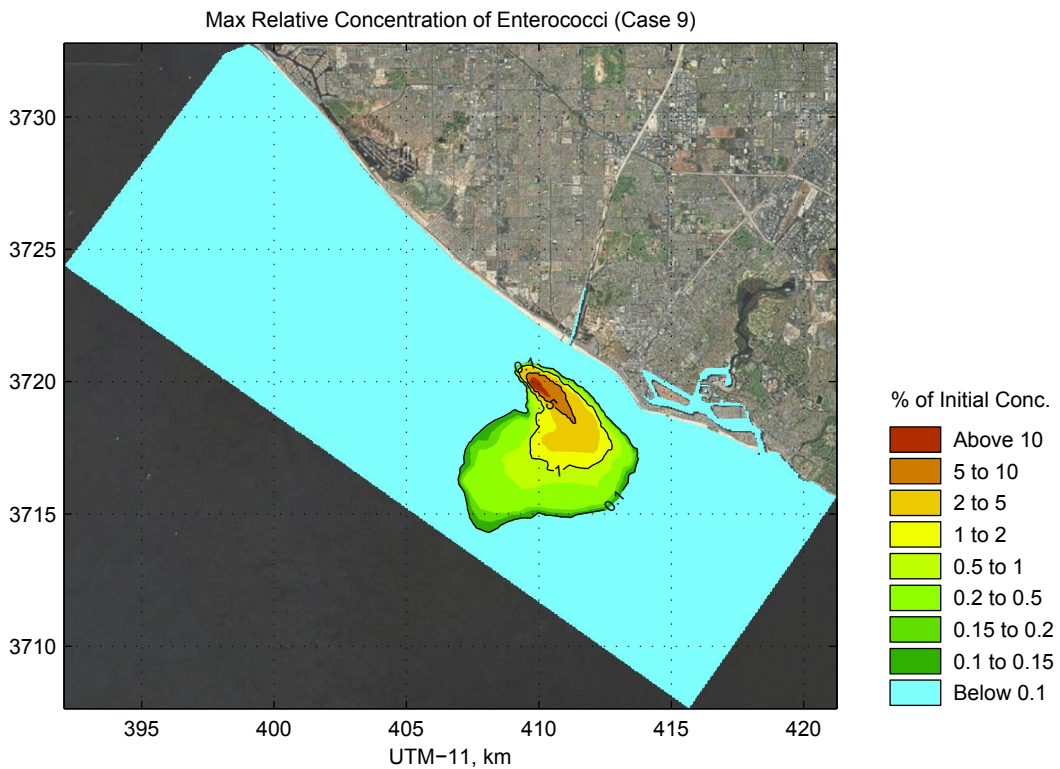 Max Relative Concentration of Enterococci (Case 9)
3730
3725
3720
3715
3710
395
400
405
410
415
420
UTM−11, km
1
0.1
% of Initial Conc.
Above 10
5 to 10
2 to 5
1 to 2
0.5 to 1
0.2 to 0.5
0.15 to 0.2
0.1 to 0.15
Below 0.1